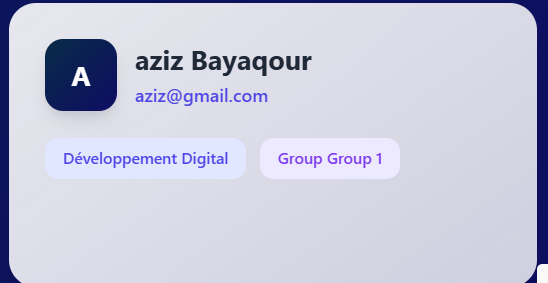 A
aziz Bayaqour
aziz@gmail.com
Développement Digital
Group Group 1